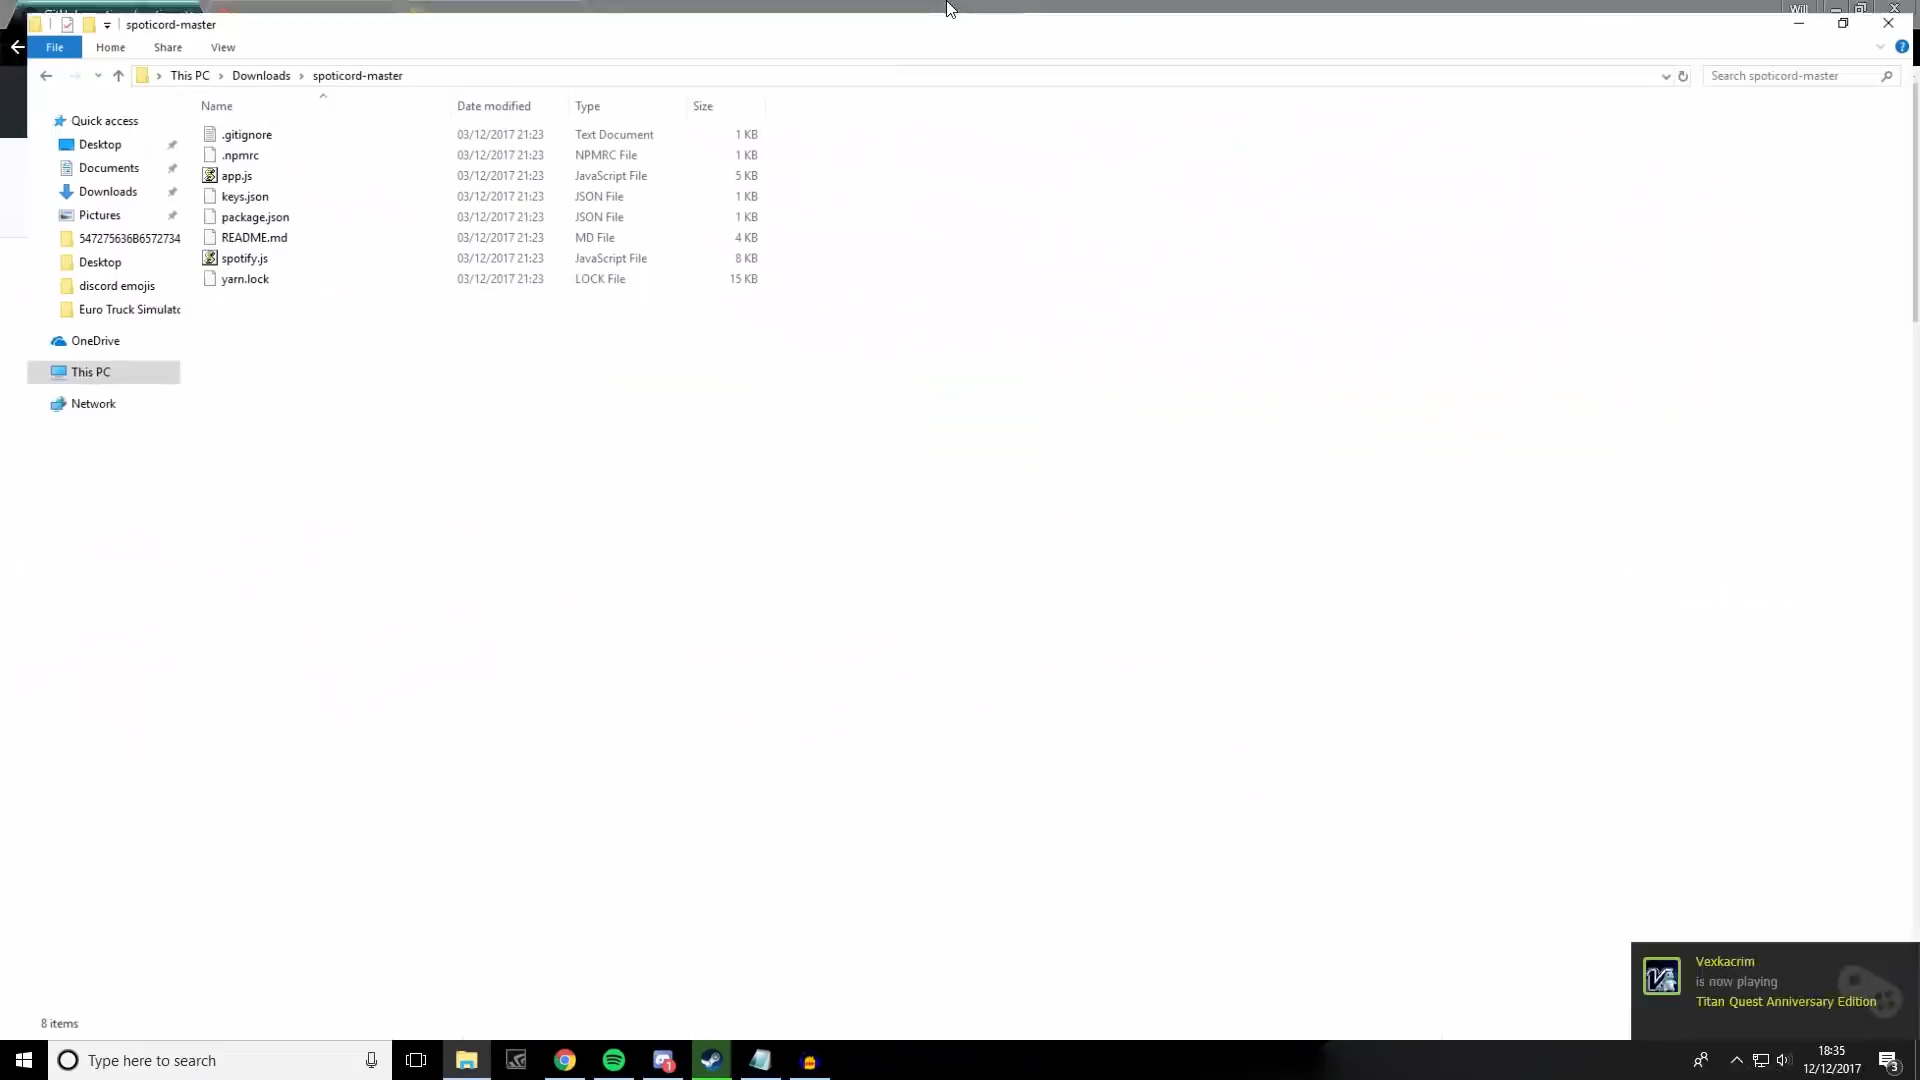 Will
spoticord-master
File Home Share View
This PC > Downloads > spoticord-master
Search spoticord-master
Name Date modified Type Size
Quick access
Desktop
Documents
Downloads
Pictures
547275636B6572734
Desktop
discord emojis
Euro Truck Simulato
OneDrive
This PC
Network
.gitignore 03/12/2017 21:23 Text Document 1 KB
.npmrc 03/12/2017 21:23 NPMRC File 1 KB
app.js 03/12/2017 21:23 JavaScript File 5 KB
keys.json 03/12/2017 21:23 JSON File 1 KB
package.json 03/12/2017 21:23 JSON File 1 KB
README.md 03/12/2017 21:23 MD File 4 KB
spotify.js 03/12/2017 21:23 JavaScript File 8 KB
yarn.lock 03/12/2017 21:23 LOCK File 15 KB
Vexkacrim
is now playing
Titan Quest Anniversary Edition
8 items
Type here to search
1
18:35
12/12/2017
3